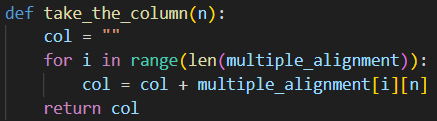 def take_the_column(n):
    col = ""
    for i in range(len(multiple_alignment)):
        col = col + multiple_alignment[i][n]
    return col